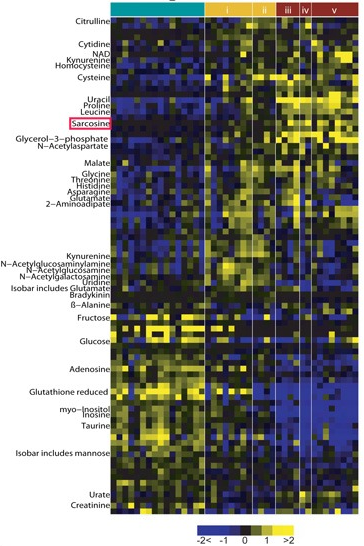 i ii iii iv v
Citrulline
Cytidine
NAD
Kynurenine
Homocysteine
Cysteine
Uracil
Proline
Leucine
Sarcosine
Glycerol-3-phosphate
N-Acetylaspartate
Malate
Glycine
Threonine
Histidine
Asparagine
Glutamate
2-Aminoadipate
Kynurenine
N-Acetylglucosaminylamine
N-Acetylglucosamine
N-Acetylgalactosamine
Uridine
Isobar includes Glutamate
Bradykinin
ß-Alanine
Fructose
Glucose
Adenosine
Glutathione reduced
myo-Inositol
Inosine
Taurine
Isobar includes mannose
Urate
Creatinine
-2< -1 0 1 >2